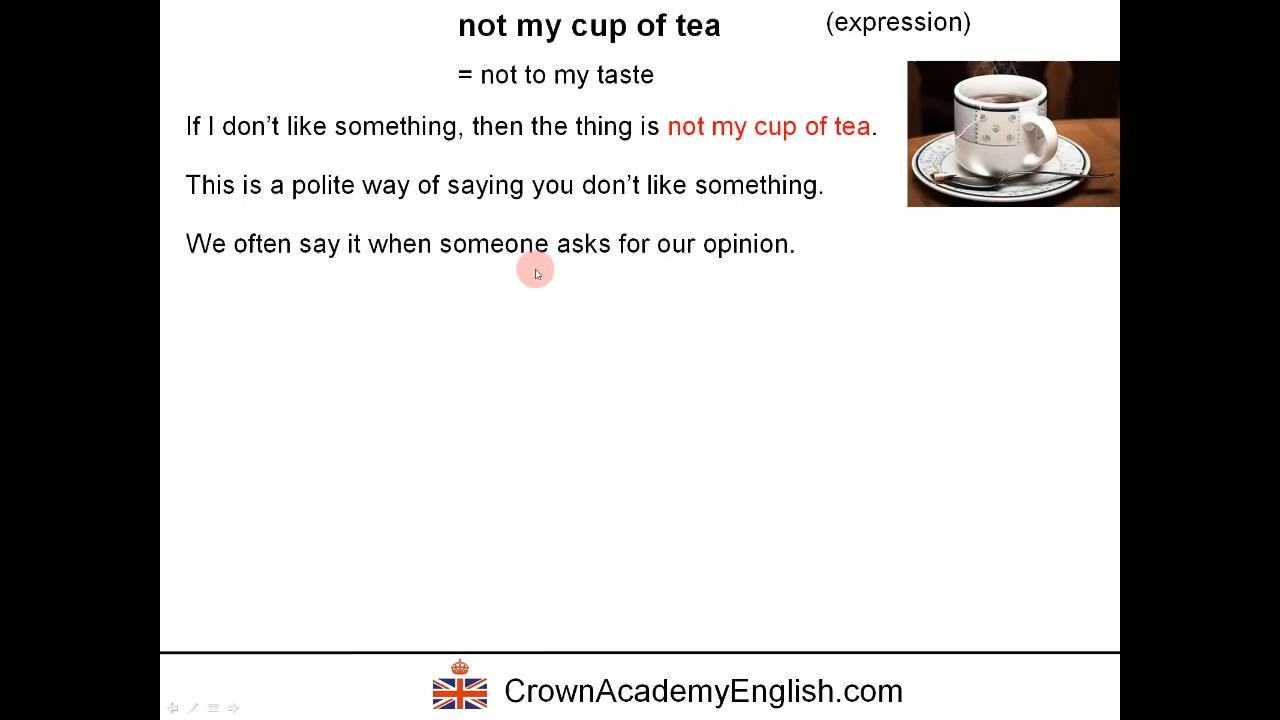 not my cup of tea (expression)
= not to my taste
If I don’t like something, then the thing is not my cup of tea.
This is a polite way of saying you don’t like something.
We often say it when someone asks for our opinion.
CrownAcademyEnglish.com